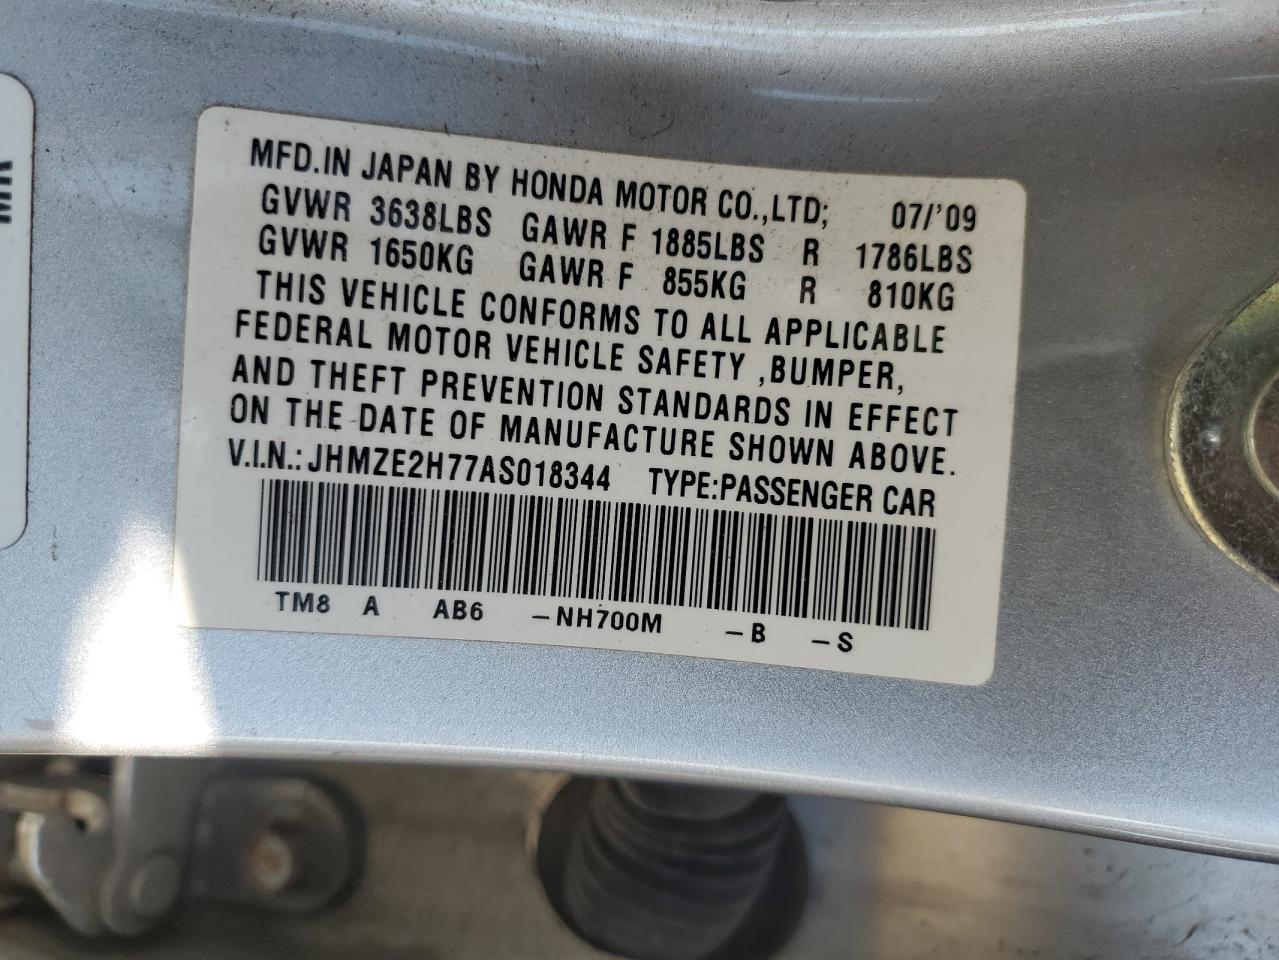 MFD.IN JAPAN BY HONDA MOTOR CO.,LTD; 07/'09
GVWR 3638LBS GAWR F 1885LBS R 1786LBS
GVWR 1650KG GAWR F 855KG R 810KG
THIS VEHICLE CONFORMS TO ALL APPLICABLE
FEDERAL MOTOR VEHICLE SAFETY ,BUMPER,
AND THEFT PREVENTION STANDARDS IN EFFECT
ON THE DATE OF MANUFACTURE SHOWN ABOVE.
V.I.N.: JHMZE2H77AS018344 TYPE:PASSENGER CAR
TM8 A AB6 -NH700M -B -S